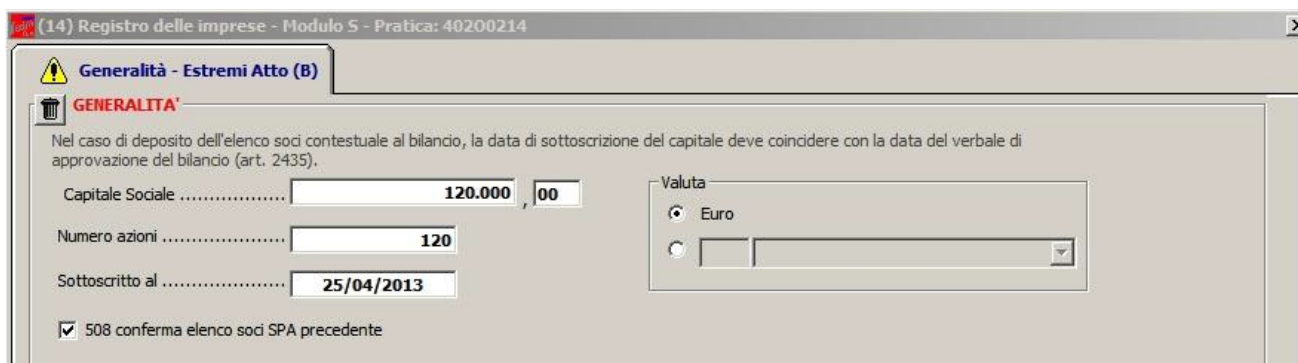 (14) Registro delle imprese - Modulo S - Pratica: 402O0214
Generalità - Estremi Atto (B)
GENERALITA'
Nel caso di deposito dell'elenco soci contestuale al bilancio, la data di sottoscrizione del capitale deve coincidere con la data del verbale di
approvazione del bilancio (art. 2435).
Capitale Sociale .................. 120.000 , 00
Valuta
Euro
Numero azioni ..................... 120
Sottoscritto al ..................... 25/04/2013
508 conferma elenco soci SPA precedente